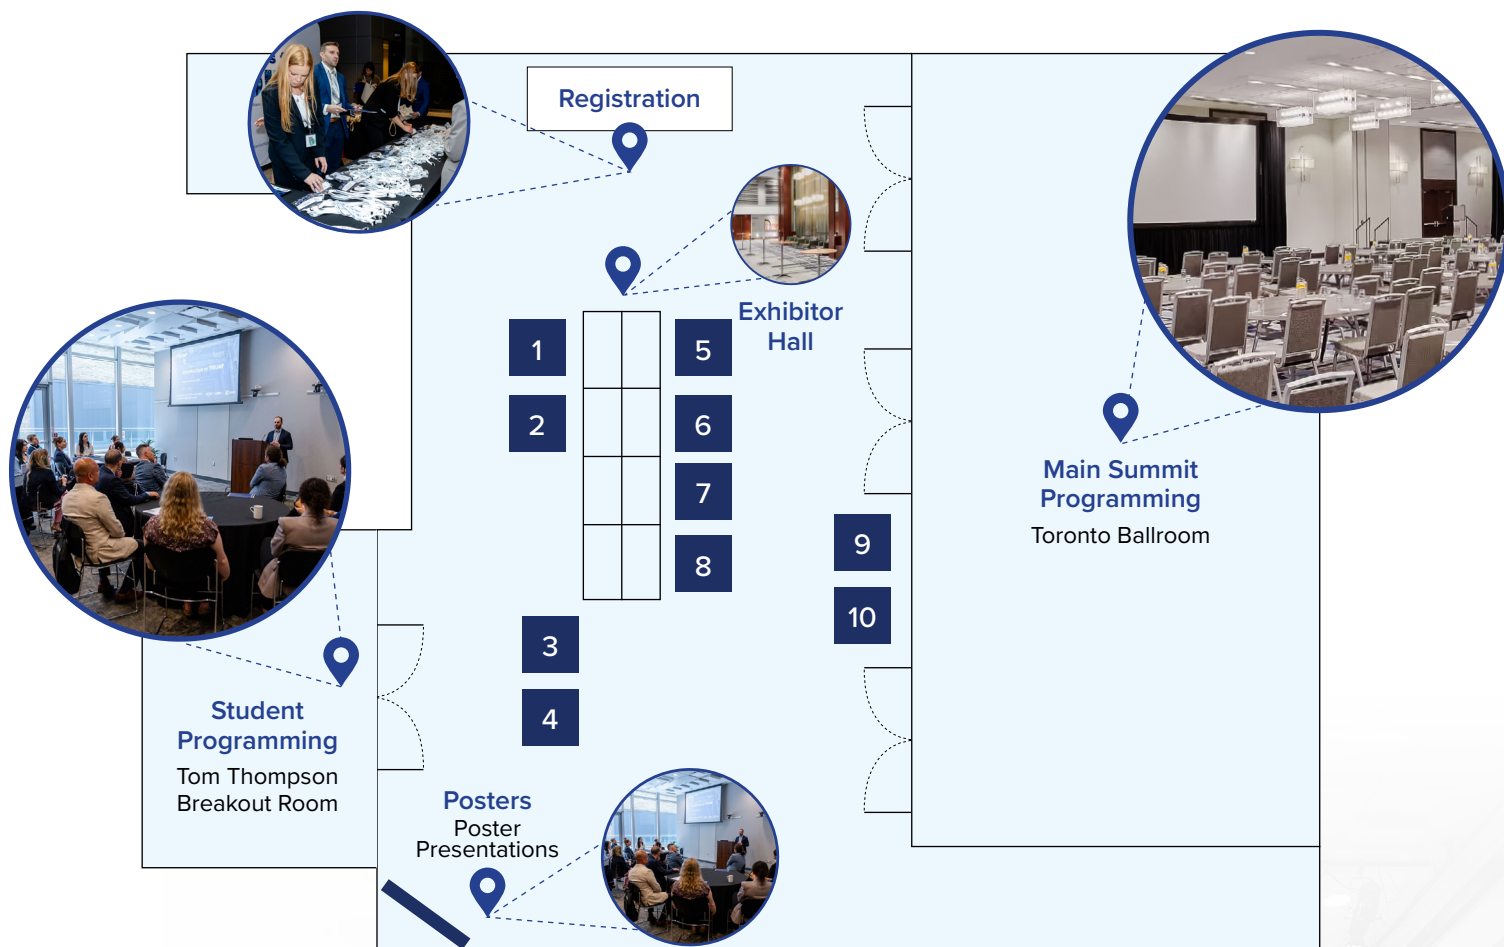 Registration
Exhibitor
Hall
1
5
2
6
7
8
9
10
3
4
Main Summit
Programming
Toronto Ballroom
Student
Programming
Tom Thompson
Breakout Room
Posters
Poster
Presentations